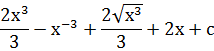 2x³/3 − x⁻³ + 2√x³/3 + 2x + c